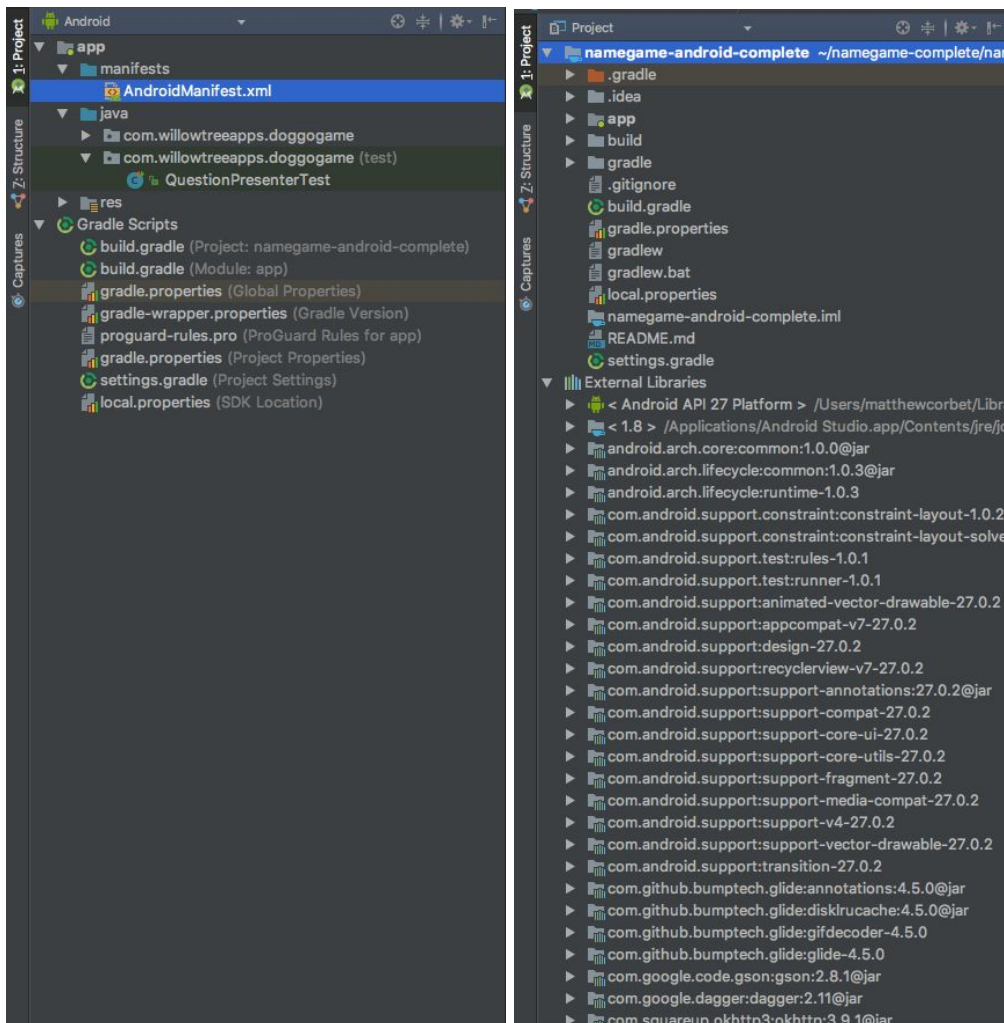 Android
1: Project
Z: Structure
Captures
app
manifests
AndroidManifest.xml
java
com.willowtreeapps.doggogame
com.willowtreeapps.doggogame (test)
QuestionPresenterTest
res
Gradle Scripts
build.gradle (Project: namegame-android-complete)
build.gradle (Module: app)
gradle.properties (Global Properties)
gradle-wrapper.properties (Gradle Version)
proguard-rules.pro (ProGuard Rules for app)
gradle.properties (Project Properties)
settings.gradle (Project Settings)
local.properties (SDK Location)
Project
1: Project
Z: Structure
Captures
namegame-android-complete ~/namegame-complete/nar
.gradle
.idea
app
build
gradle
.gitignore
build.gradle
gradle.properties
gradlew
gradlew.bat
local.properties
namegame-android-complete.iml
README.md
settings.gradle
External Libraries
< Android API 27 Platform > /Users/matthewcorbet/Libr
< 1.8 > /Applications/Android Studio.app/Contents/jre/jd
android.arch.core:common:1.0.0@jar
android.arch.lifecycle:common:1.0.3@jar
android.arch.lifecycle:runtime-1.0.3
com.android.support.constraint:constraint-layout-1.0.2
com.android.support.constraint:constraint-layout-solve
com.android.support.test:rules-1.0.1
com.android.support.test:runner-1.0.1
com.android.support:animated-vector-drawable-27.0.2
com.android.support:appcompat-v7-27.0.2
com.android.support:design-27.0.2
com.android.support:recyclerview-v7-27.0.2
com.android.support:support-annotations:27.0.2@jar
com.android.support:support-compat-27.0.2
com.android.support:support-core-ui-27.0.2
com.android.support:support-core-utils-27.0.2
com.android.support:support-fragment-27.0.2
com.android.support:support-media-compat-27.0.2
com.android.support:support-v4-27.0.2
com.android.support:support-vector-drawable-27.0.2
com.android.support:transition-27.0.2
com.github.bumptech.glide:annotations:4.5.0@jar
com.github.bumptech.glide:disklrucache:4.5.0@jar
com.github.bumptech.glide:gifdecoder-4.5.0
com.github.bumptech.glide:glide-4.5.0
com.google.code.gson:gson:2.8.1@jar
com.google.dagger:dagger:2.11@jar
com.squareup.okhttp3:okhttp:3.9.1@jar